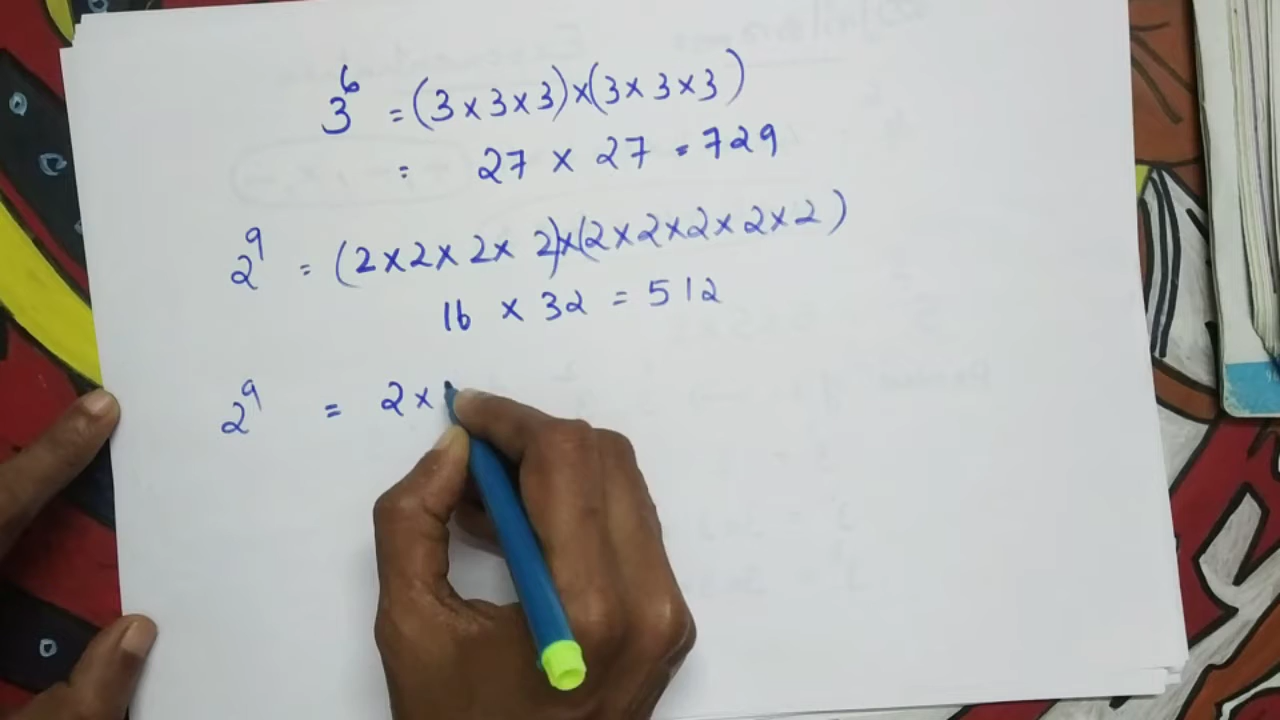 3⁶ = (3 × 3 × 3) × (3 × 3 × 3)
= 27 × 27 = 729
2⁹ = (2 × 2 × 2 × 2) × (2 × 2 × 2 × 2 × 2)
16 × 32 = 512
2⁹ = 2 ×